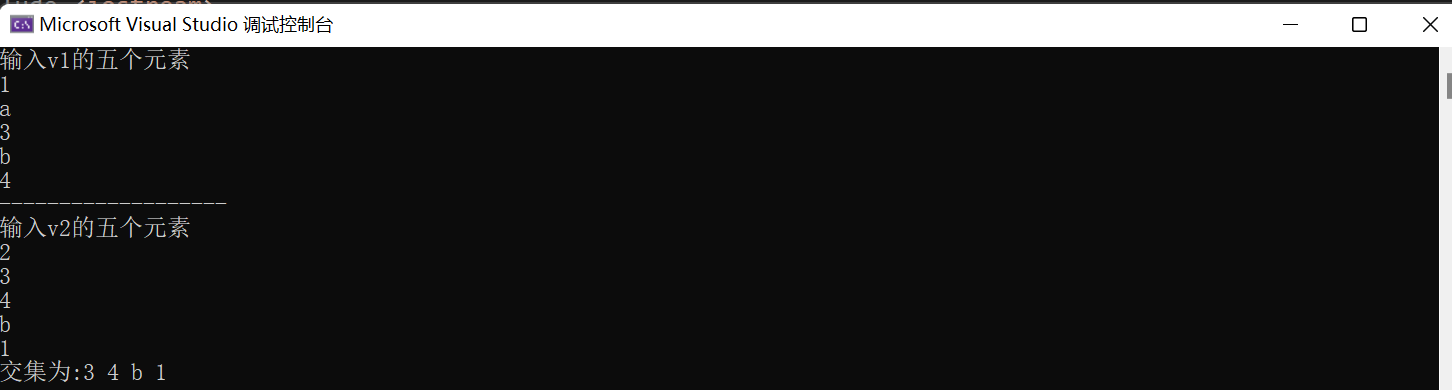 Microsoft Visual Studio 调试控制台
输入v1的五个元素
1
a
3
b
4
-------------------
输入v2的五个元素
2
3
4
b
1
交集为:3 4 b 1